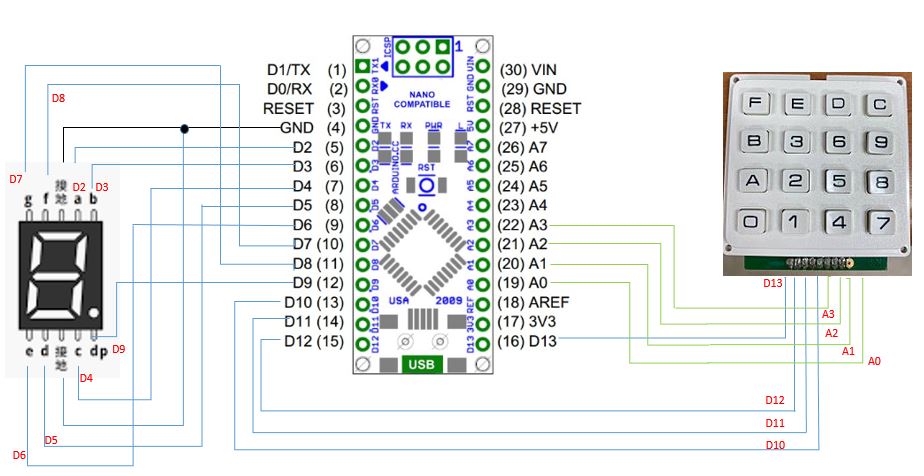 D1/TX (1)
D0/RX (2)
RESET (3)
GND (4)
D2 (5)
D3 (6)
D4 (7)
D5 (8)
D6 (9)
D7 (10)
D8 (11)
D9 (12)
D10 (13)
D11 (14)
D12 (15)
(30) VIN
(29) GND
(28) RESET
(27) +5V
(26) A7
(25) A6
(24) A5
(23) A4
(22) A3
(21) A2
(20) A1
(19) A0
(18) AREF
(17) 3V3
(16) D13
ICSP
1
NANO
COMPATIBLE
TX RX PWR L
RST
ARDUINO.CC
USA 2009
USB
TX1
RX0
RST
GND
D2
D3
D4
D5
D6
D7
D8
D9
D10
D11
D12
VIN
GND
RST
5V
A7
A6
A5
A4
A3
A2
A1
A0
REF
3V3
D13
D8
D7
D2 D3
g f 接地 a b
e d 接地 c dp
D9
D4
D5
D6
F E D C
B 3 6 9
A 2 5 8
0 1 4 7
D13
A3
A2
A1
A0
D12
D11
D10